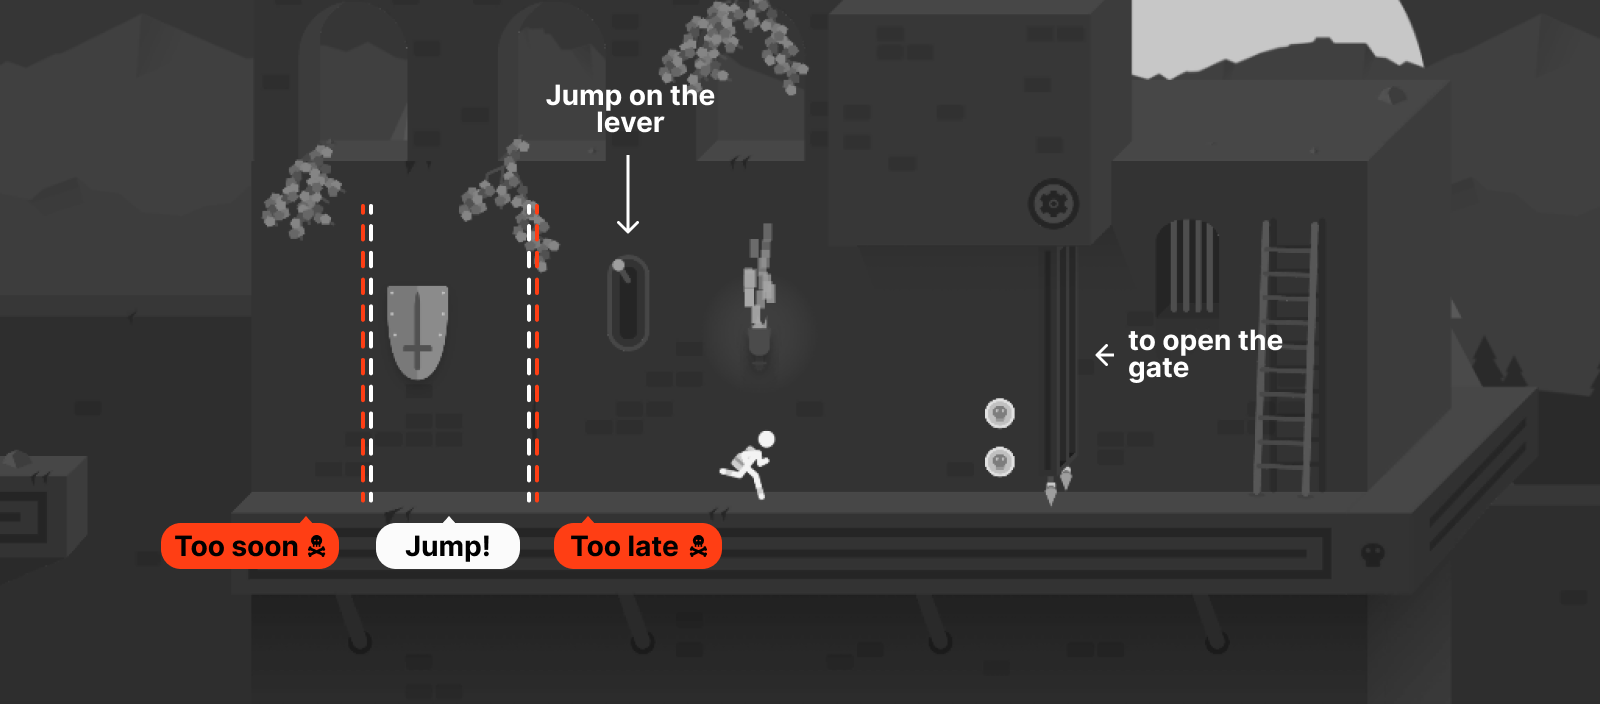 Jump on the
lever
to open the
gate
Too soon
Jump!
Too late